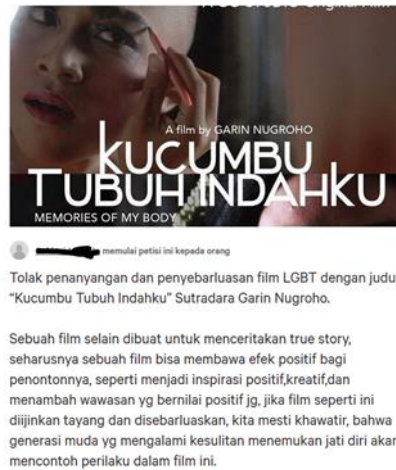 A film by GARIN NUGROHO
KUCUMBU
TUBUH INDAHKU
MEMORIES OF MY BODY
memulai petisi ini kepada orang
Tolak penanyangan dan penyebarluasan film LGBT dengan judu
"Kucumbu Tubuh Indahku" Sutradara Garin Nugroho.
Sebuah film selain dibuat untuk menceritakan true story,
seharusnya sebuah film bisa membawa efek positif bagi
penontonnya, seperti menjadi inspirasi positif,kreatif,dan
menambah wawasan yg bernilai positif jg, jika film seperti ini
diijinkan tayang dan disebarluaskan, kita mesti khawatir, bahwa
generasi muda yg mengalami kesulitan menemukan jati diri akan
mencontoh perilaku dalam film ini.